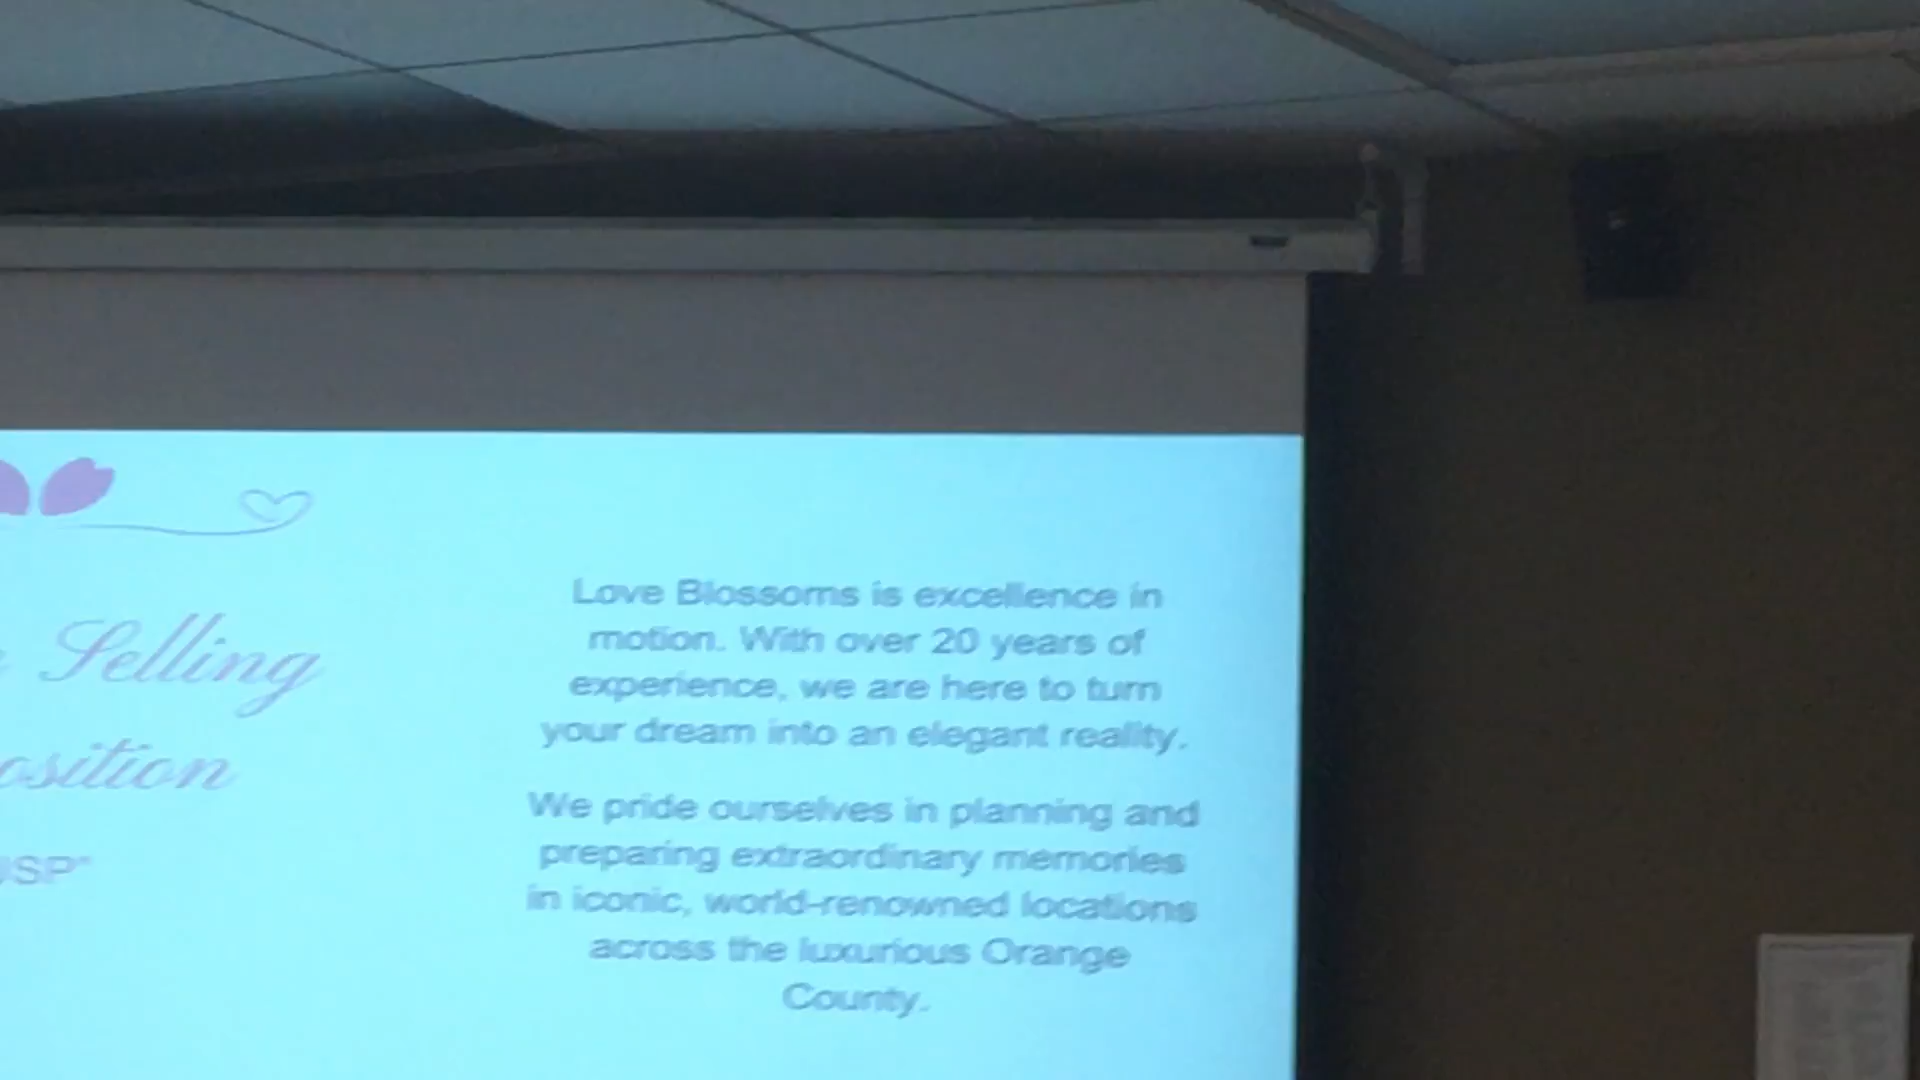 Selling
osition
USP"
Love Blossoms is excellence in
motion. With over 20 years of
experience, we are here to turn
your dream into an elegant reality.
We pride ourselves in planning and
preparing extraordinary memories
in iconic, world-renowned locations
across the luxurious Orange
County.